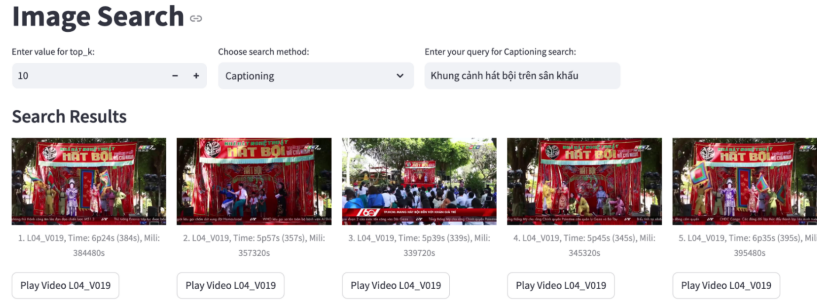 Image Search
Enter value for top_k:
Choose search method:
Enter your query for Captioning search:
10
Captioning
Khung cảnh hát bội trên sân khấu
Search Results
HÁT BỘI
HÁT BỘI
HÁT BỘI
HÁT BỘI
1. L04_V019, Time: 6p24s (384s), Mili:
384480s
2. L04_V019, Time: 5p57s (357s), Mili:
357320s
3. L04_V019, Time: 5p39s (339s), Mili:
339720s
4. L04_V019, Time: 5p45s (345s), Mili:
345320s
5. L04_V019, Time: 6p35s (395s), Mili:
395480s
Play Video L04_V019
Play Video L04_V019
Play Video L04_V019
Play Video L04_V019
Play Video L04_V019